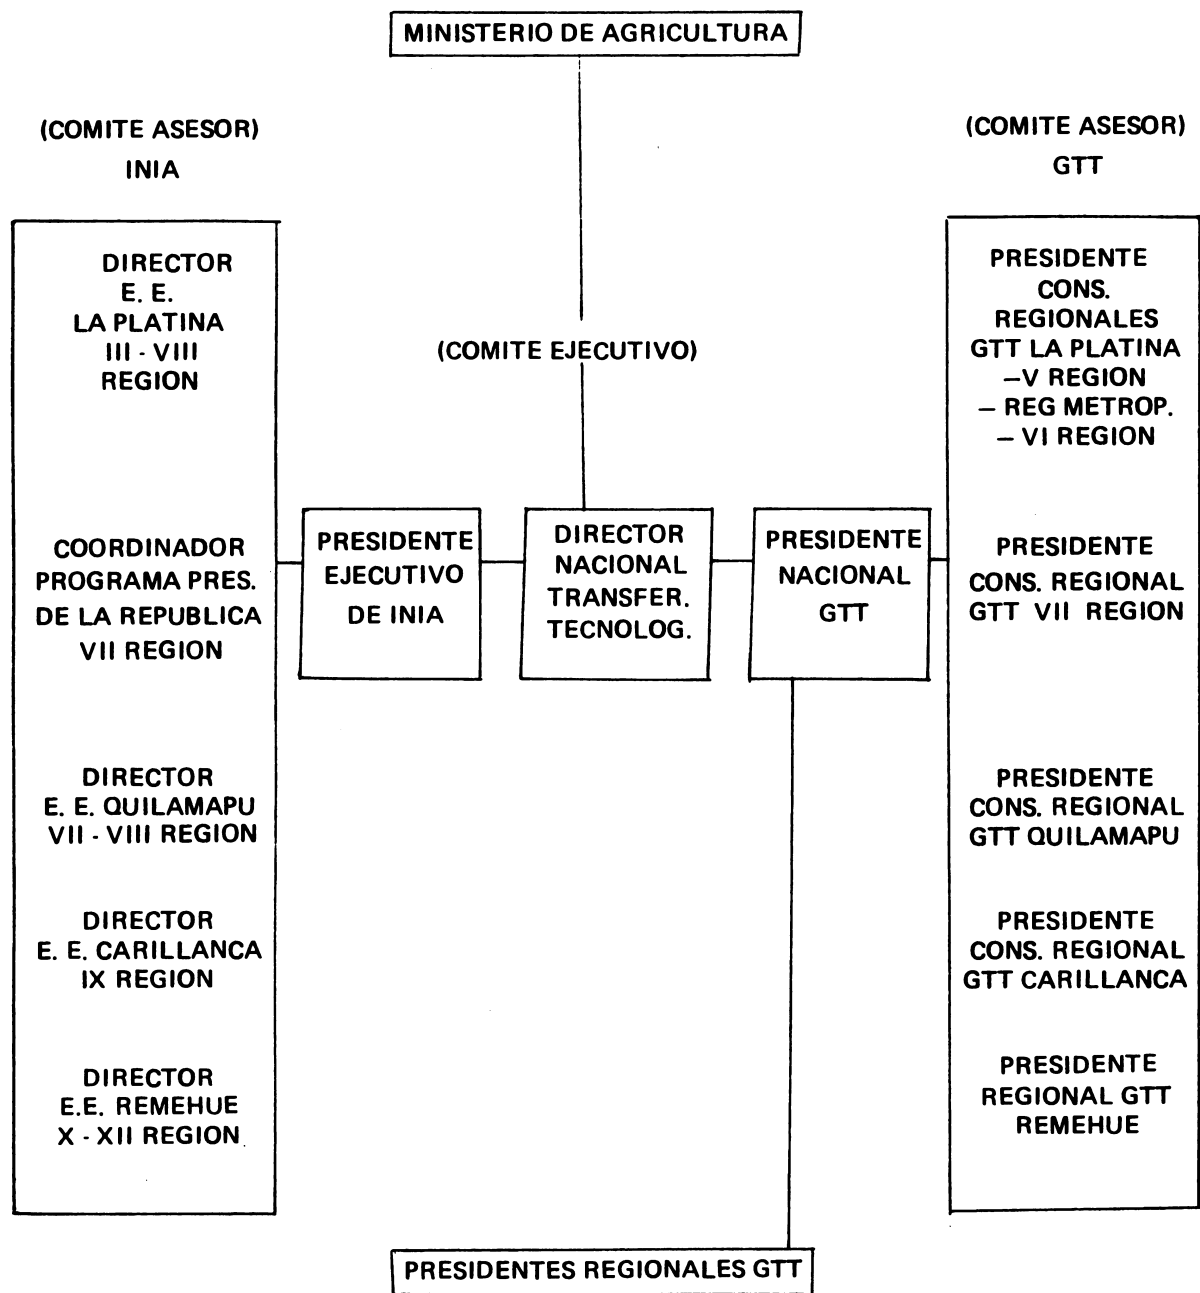 MINISTERIO DE AGRICULTURA
(COMITE ASESOR)
INIA
(COMITE ASESOR)
GTT
DIRECTOR
E. E.
LA PLATINA
III - VIII
REGION
COORDINADOR
PROGRAMA PRES.
DE LA REPUBLICA
VII REGION
DIRECTOR
E. E. QUILAMAPU
VII - VIII REGION
DIRECTOR
E. E. CARILLANCA
IX REGION
DIRECTOR
E.E. REMEHUE
X - XII REGION
(COMITE EJECUTIVO)
PRESIDENTE
EJECUTIVO
DE INIA
DIRECTOR
NACIONAL
TRANSFER.
TECNOLOG.
PRESIDENTE
NACIONAL
GTT
PRESIDENTE
CONS.
REGIONALES
GTT LA PLATINA
—V REGION
— REG METROP.
— VI REGION
PRESIDENTE
CONS. REGIONAL
GTT VII REGION
PRESIDENTE
CONS. REGIONAL
GTT QUILAMAPU
PRESIDENTE
CONS. REGIONAL
GTT CARILLANCA
PRESIDENTE
REGIONAL GTT
REMEHUE
PRESIDENTES REGIONALES GTT